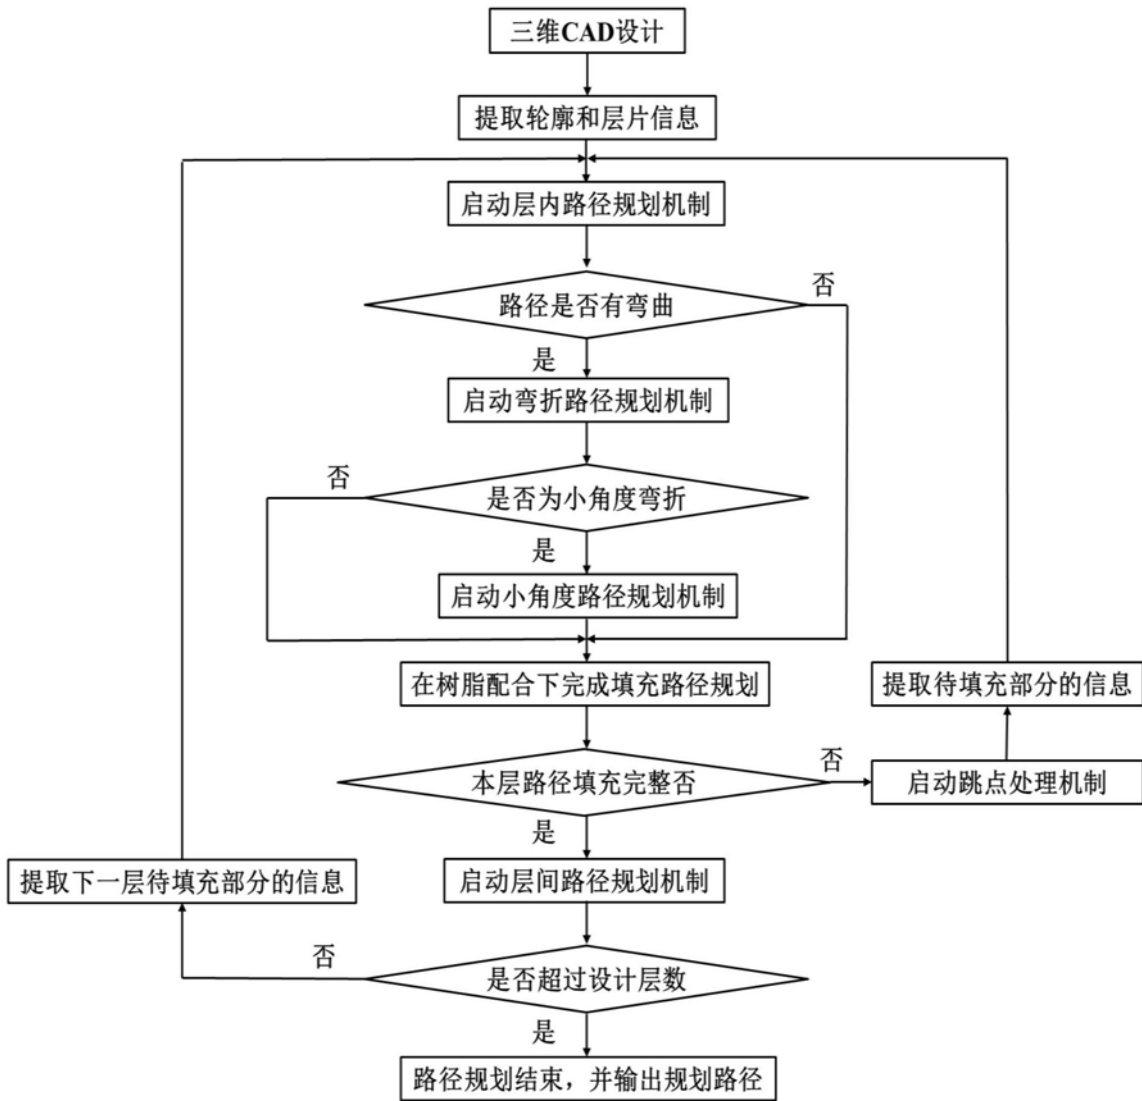 三维CAD设计
提取轮廓和层片信息
启动层内路径规划机制
路径是否有弯曲
否
是
启动弯折路径规划机制
否
是否为小角度弯折
是
启动小角度路径规划机制
在树脂配合下完成填充路径规划
提取待填充部分的信息
本层路径填充完整否
否
启动跳点处理机制
是
提取下一层待填充部分的信息
启动层间路径规划机制
否
是否超过设计层数
是
路径规划结束，并输出规划路径